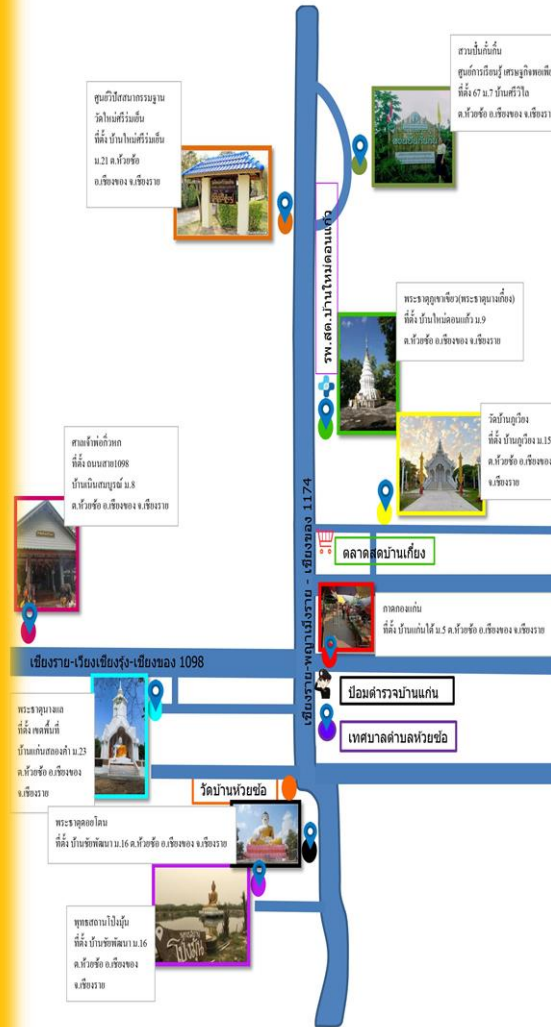 สวนปั่นกั้นกิ๋น
ศูนย์การเรียนรู้ เศรษฐกิจพอเพีย
ที่ตั้ง 67 ม.7 บ้านศรีวิไล
ต.ห้วยซ้อ อ.เชียงของ จ.เชียงรา
ศูนย์วิปัสสนากรรมฐาน
วัดใหม่ศรีร่มเย็น
ที่ตั้ง บ้านใหม่ศรีร่มเย็น
ม.21 ต.ห้วยซ้อ
อ.เชียงของ จ.เชียงราย
รพ.สต.บ้านใหม่ดอนแก้ว
พระธาตุภูเขาเขียว(พระธาตุนางเกี๋ยง)
ที่ตั้ง บ้านใหม่ดอนแก้ว ม.9
ต.ห้วยซ้อ อ.เชียงของ จ.เชียงราย
วัดบ้านภูเวียง
ที่ตั้ง บ้านภูเวียง ม.15
ต.ห้วยซ้อ อ.เชียงของ
จ.เชียงราย
ศาลเจ้าพ่อกิ่วหก
ที่ตั้ง ถนนสาย1098
บ้านเนินสมบูรณ์ ม.8
ต.ห้วยซ้อ อ.เชียงของ จ.เชียงราย
เชียงราย-พญาเม็งราย - เชียงของ 1174
ตลาดสดบ้านเกี๋ยง
กาดกองแก่น
ที่ตั้ง บ้านแก่นใต้ ม.5 ต.ห้วยซ้อ อ.เชียงของ จ.เชียงราย
เชียงราย-เวียงเชียงรุ้ง-เชียงของ 1098
ป้อมตำรวจบ้านแก่น
เทศบาลตำบลห้วยซ้อ
พระธาตุนางแล
ที่ตั้ง เขตพื้นที่
บ้านแก่นสลองคำ ม.23
ต.ห้วยซ้อ อ.เชียงของ
จ.เชียงราย
วัดบ้านห้วยซ้อ
พระธาตุดอยโตน
ที่ตั้ง บ้านชัยพัฒนา ม.16 ต.ห้วยซ้อ อ.เชียงของ จ.เชียงราย
พุทธสถานโป่งมุ้น
ที่ตั้ง บ้านชัยพัฒนา ม.16
ต.ห้วยซ้อ อ.เชียงของ
จ.เชียงราย